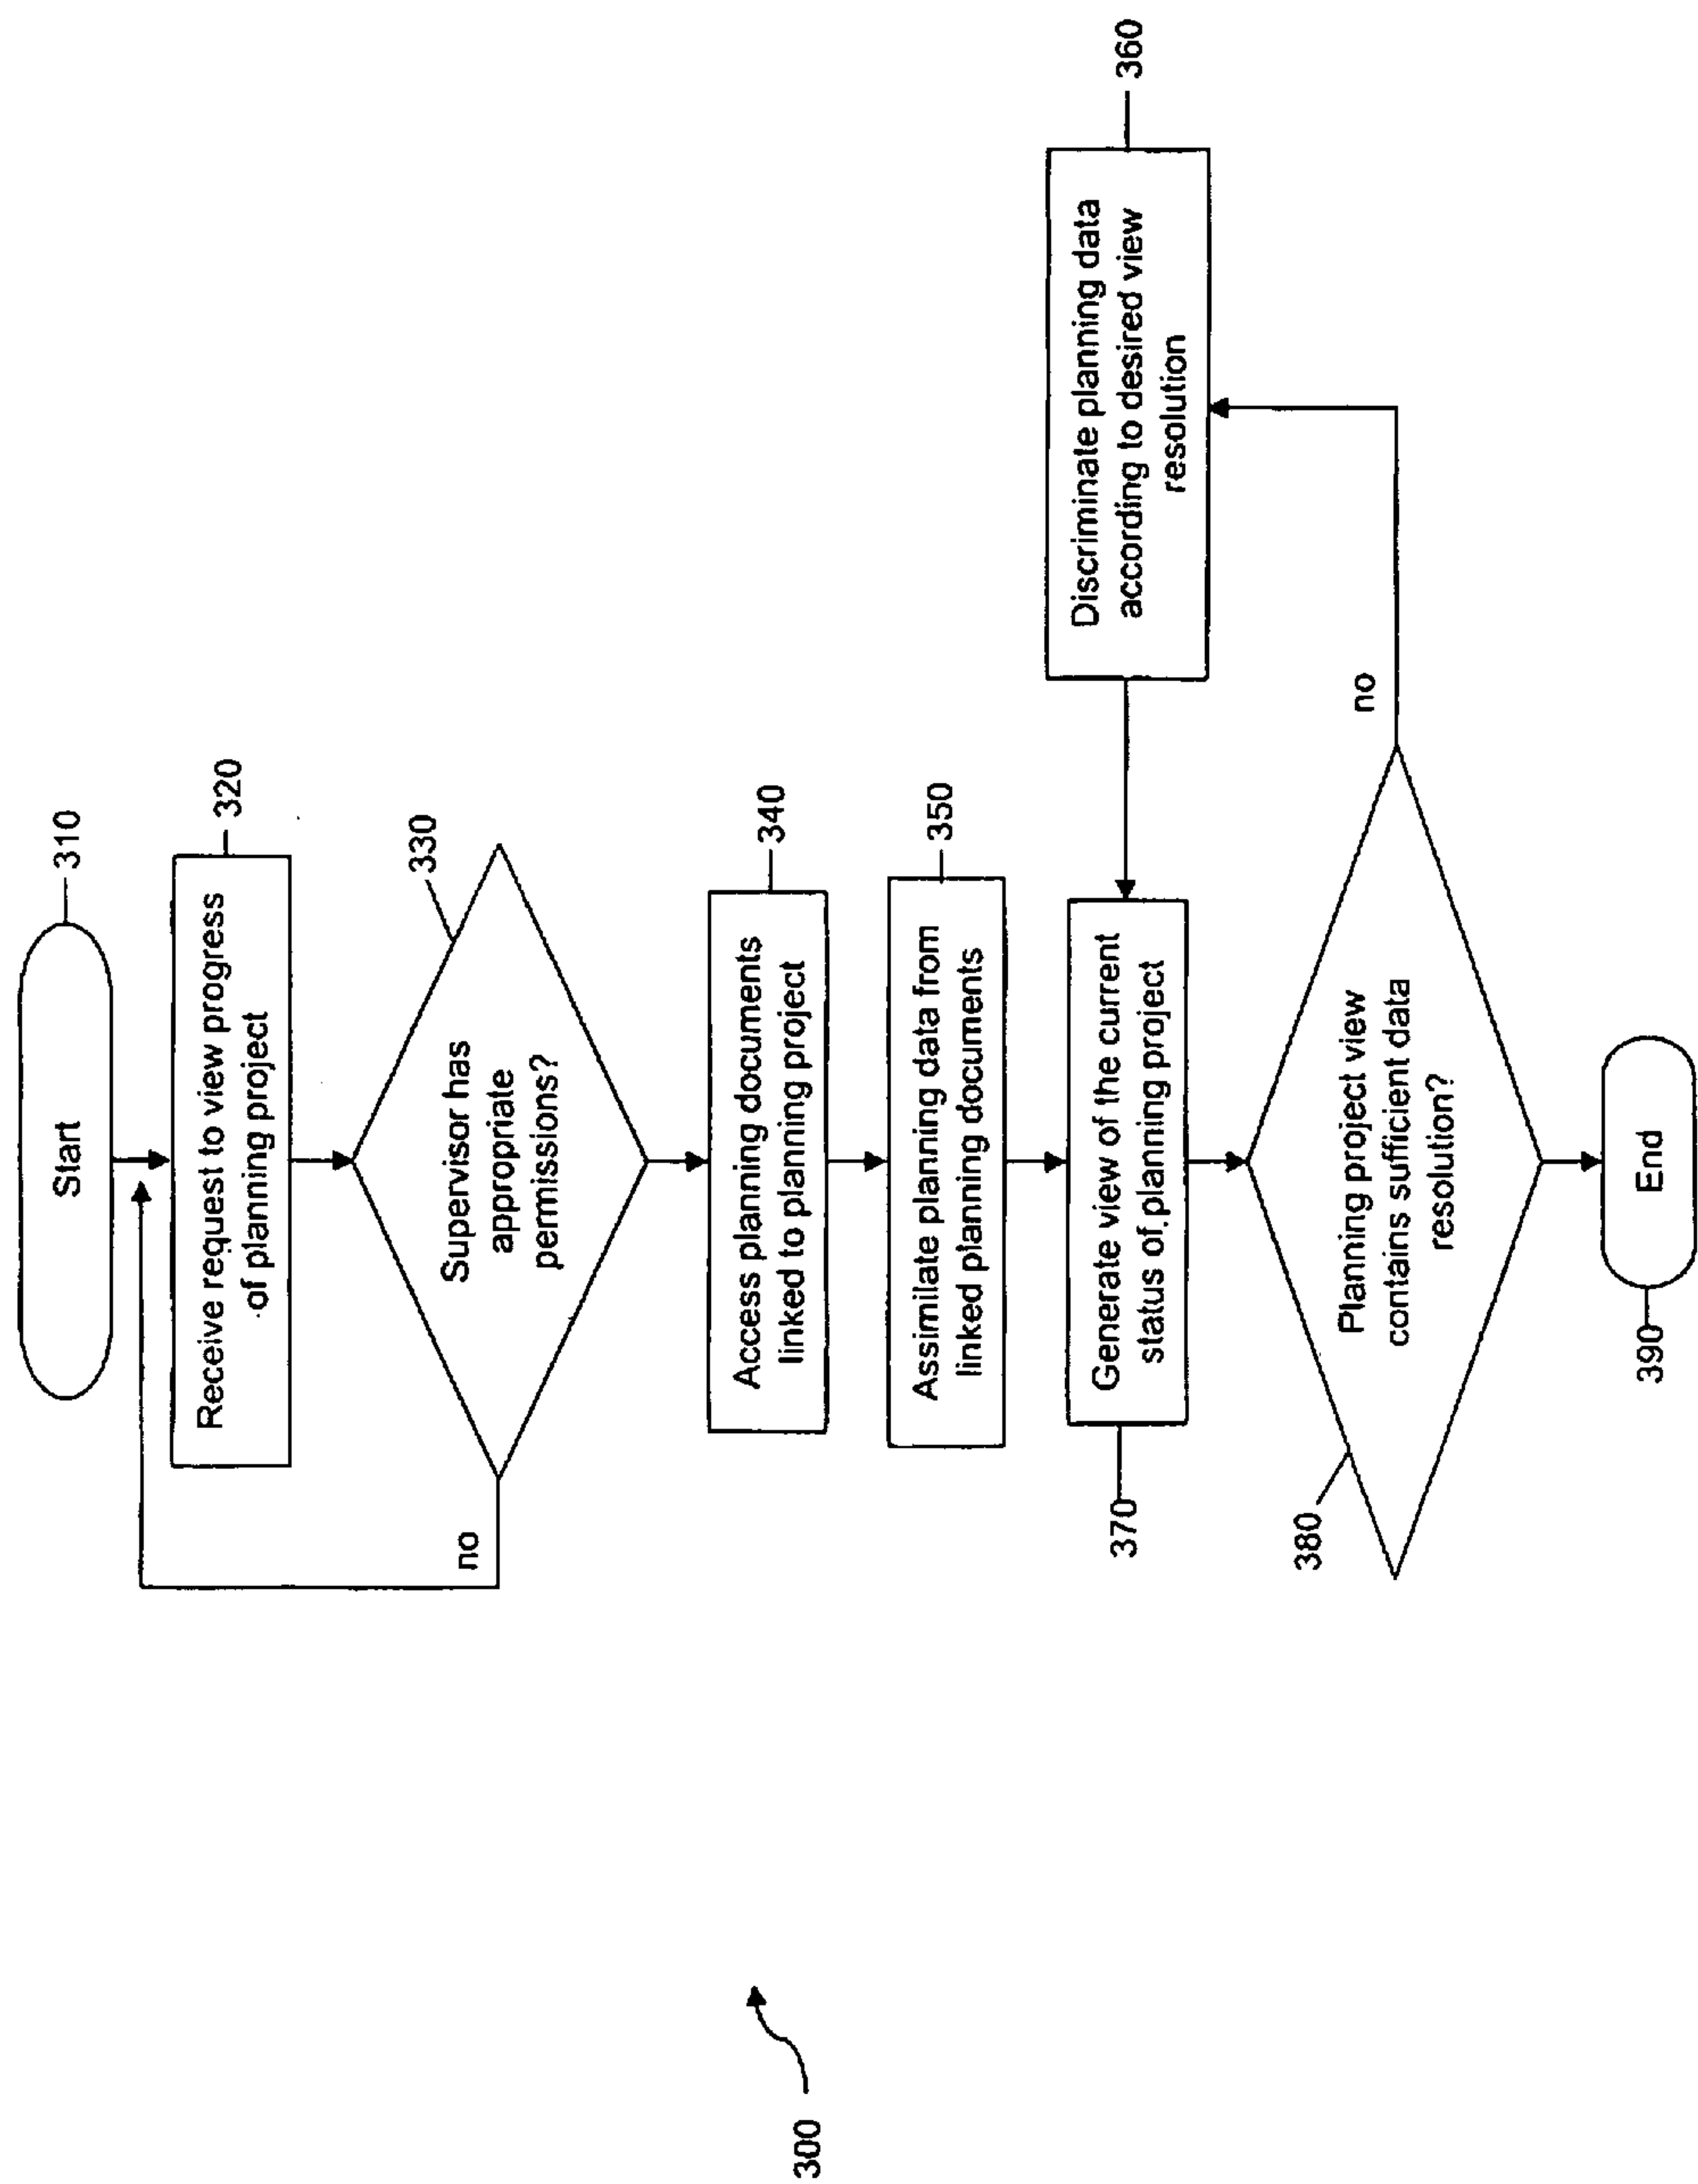 Start
310
Receive request to view progress
of planning project
320
Supervisor has
appropriate
permissions?
330
no
Access planning documents
linked to planning project
340
Assimilate planning data from
linked planning documents
350
Discriminate planning data
according to desired view
resolution
360
Generate view of the current
status of planning project
370
Planning project view
contains sufficient data
resolution?
380
no
End
390
300